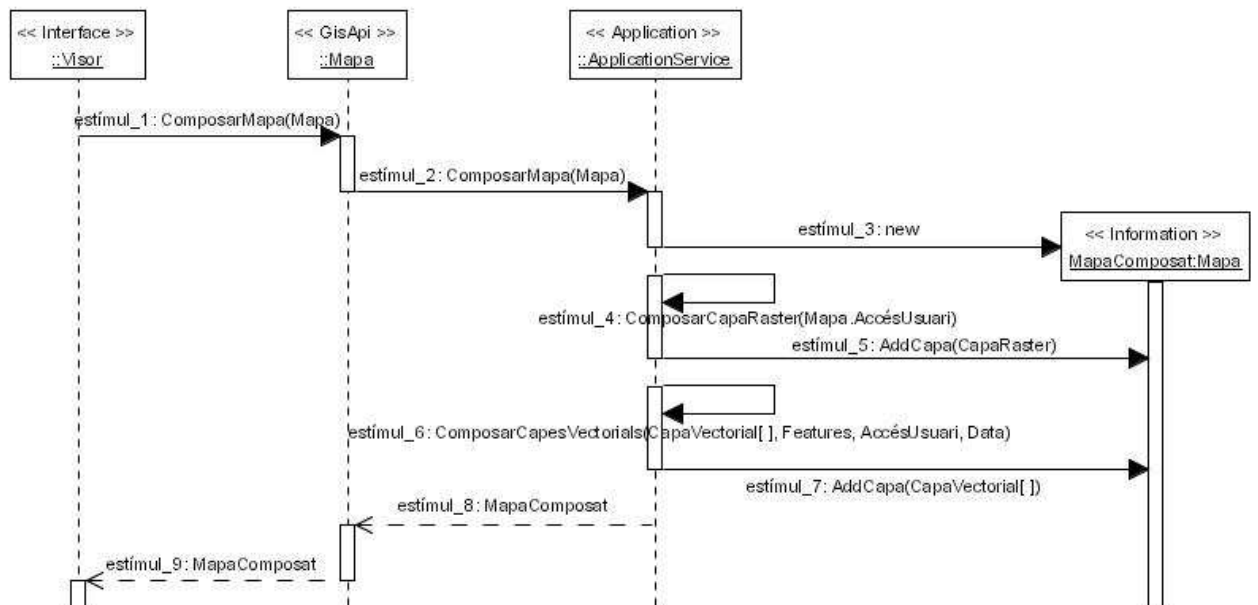 << Interface >>
::Visor
<< GisApi >>
::Mapa
<< Application >>
::ApplicationService
estímul_1: ComposarMapa(Mapa)
estímul_2: ComposarMapa(Mapa)
estímul_3: new
<< Information >>
MapaComposat:Mapa
estímul_4: ComposarCapaRaster(Mapa.AccésUsuari)
estímul_5: AddCapa(CapaRaster)
estímul_6: ComposarCapesVectorials(CapaVectorial[ ], Features, AccésUsuari, Data)
estímul_7: AddCapa(CapaVectorial[ ])
estímul_8: MapaComposat
estímul_9: MapaComposat